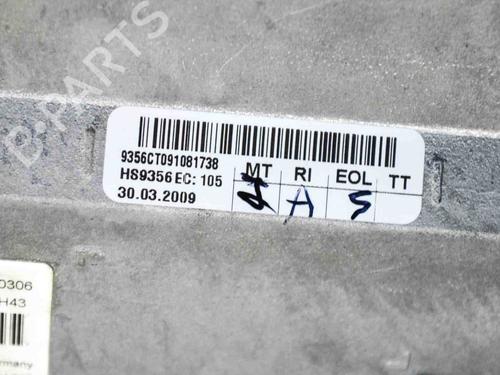 B-PARTS
9356CT091081738
HS9356 EC: 105
30.03.2009
MT RI EOL TT
A S
0306
H43
rmany